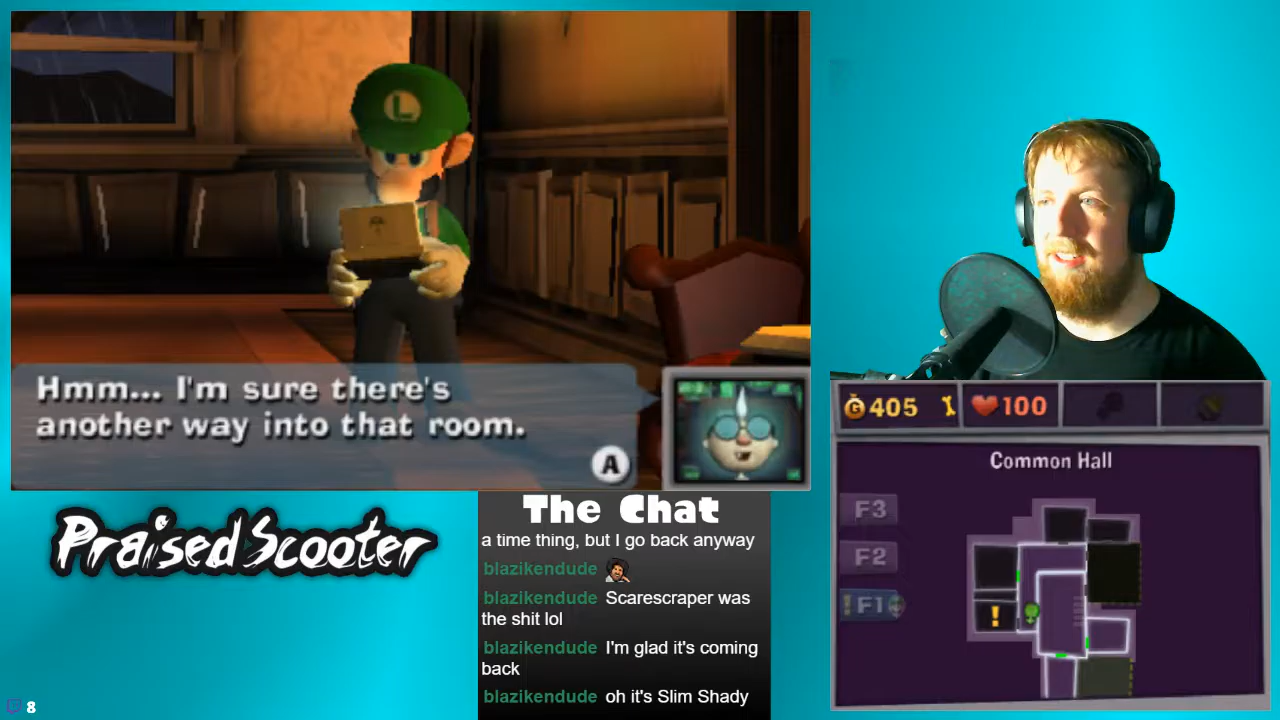 L
Hmm... I'm sure there's
another way into that room.
A
G 405
100
Common Hall
F3
F2
F1
!
PraisedScooter
The Chat
a time thing, but I go back anyway
blazikendude
blazikendude Scarescraper was
the shit lol
blazikendude I'm glad it's coming
back
blazikendude oh it's Slim Shady
8